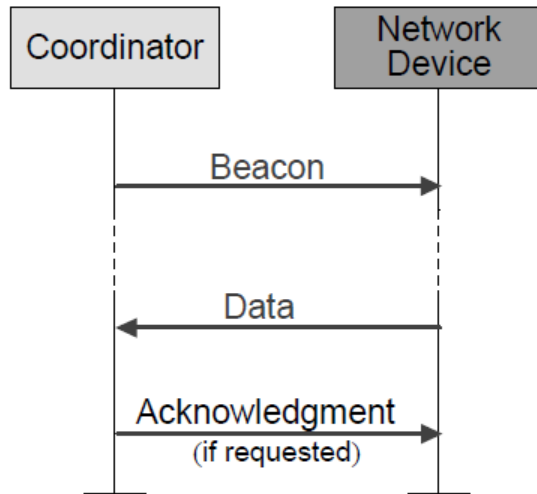 Coordinator
Network
Device
Beacon
Data
Acknowledgment
(if requested)